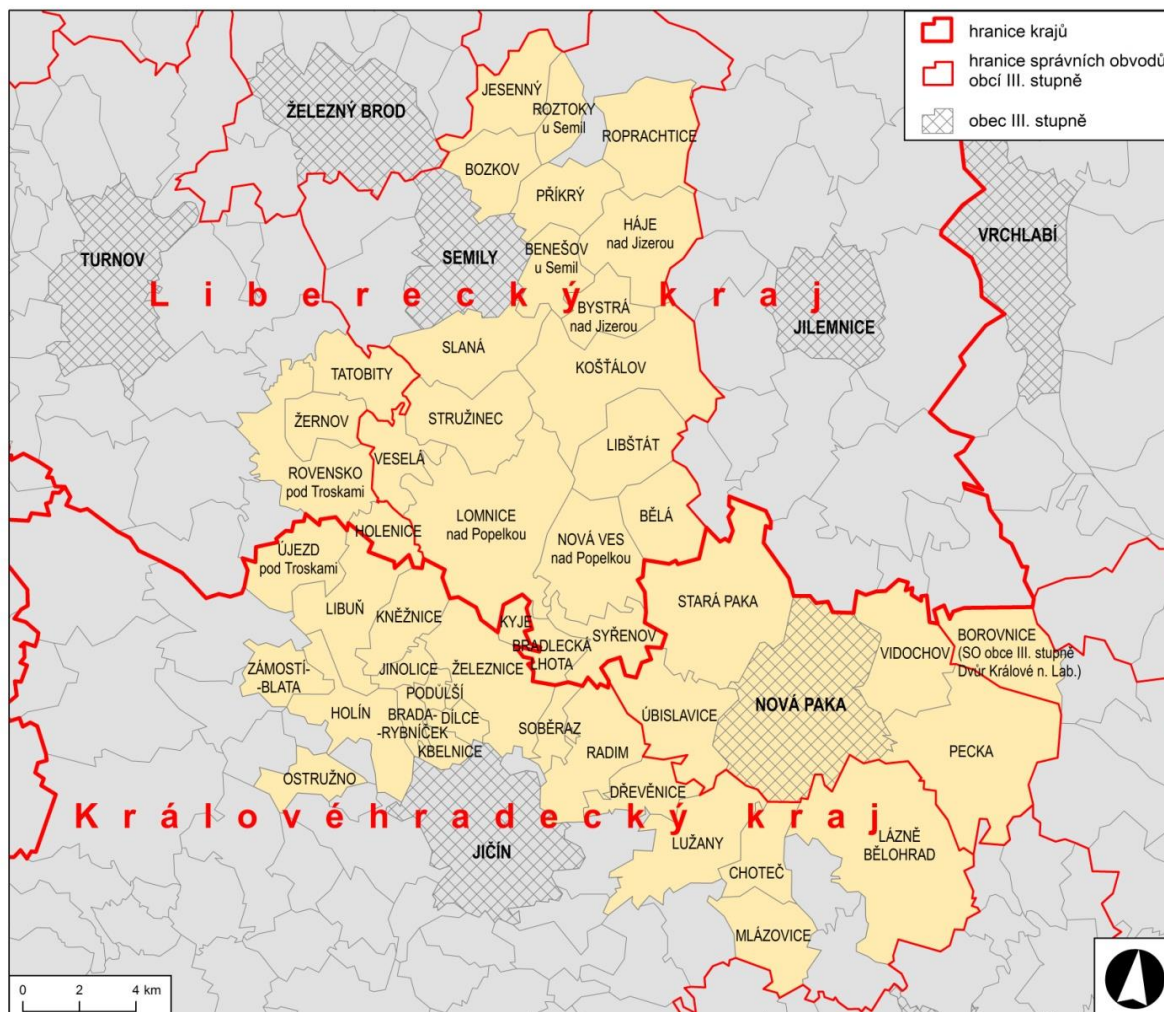 hranice krajů
hranice správních obvodů
obcí III. stupně
obec III. stupně
JESENNÝ
ŽELEZNÝ BROD
ROZTOKY
u Semil
ROPRACHTICE
BOZKOV
PŘÍKRÝ
HÁJE
nad Jizerou
VRCHLABÍ
TURNOV
SEMILY
BENEŠOV
u Semil
Liberecký kraj
BYSTRÁ
nad Jizerou
JILEMNICE
SLANÁ
KOŠŤÁLOV
TATOBITY
ŽERNOV
STRUŽINEC
LIBŠTÁT
VESELÁ
ROVENSKO
pod Troskami
LOMNICE
nad Popelkou
BĚLÁ
HOLENICE
NOVÁ VES
nad Popelkou
ÚJEZD
pod Troskami
STARÁ PAKA
LIBUŇ
KNĚŽNICE
KYJE
BRADLECKÁ
LHOTA
SYŘENOV
BOROVNICE
(SO obce III. stupně
Dvůr Králové n. Lab.)
VIDOCHOV
ZÁMOSTÍ-
-BLATA
JINOLICE
ŽELEZNICE
PODŮLŠÍ
NOVÁ PAKA
HOLÍN
BRADA-
-RYBNÍČEK
DÍLCE
ÚBISLAVICE
KBELNICE
SOBĚRAZ
RADIM
PECKA
OSTRUŽNO
DŘEVĚNICE
Královéhradecký kraj
JIČÍN
LUŽANY
LÁZNĚ
BĚLOHRAD
CHOTEČ
MLÁZOVICE
0 2 4 km